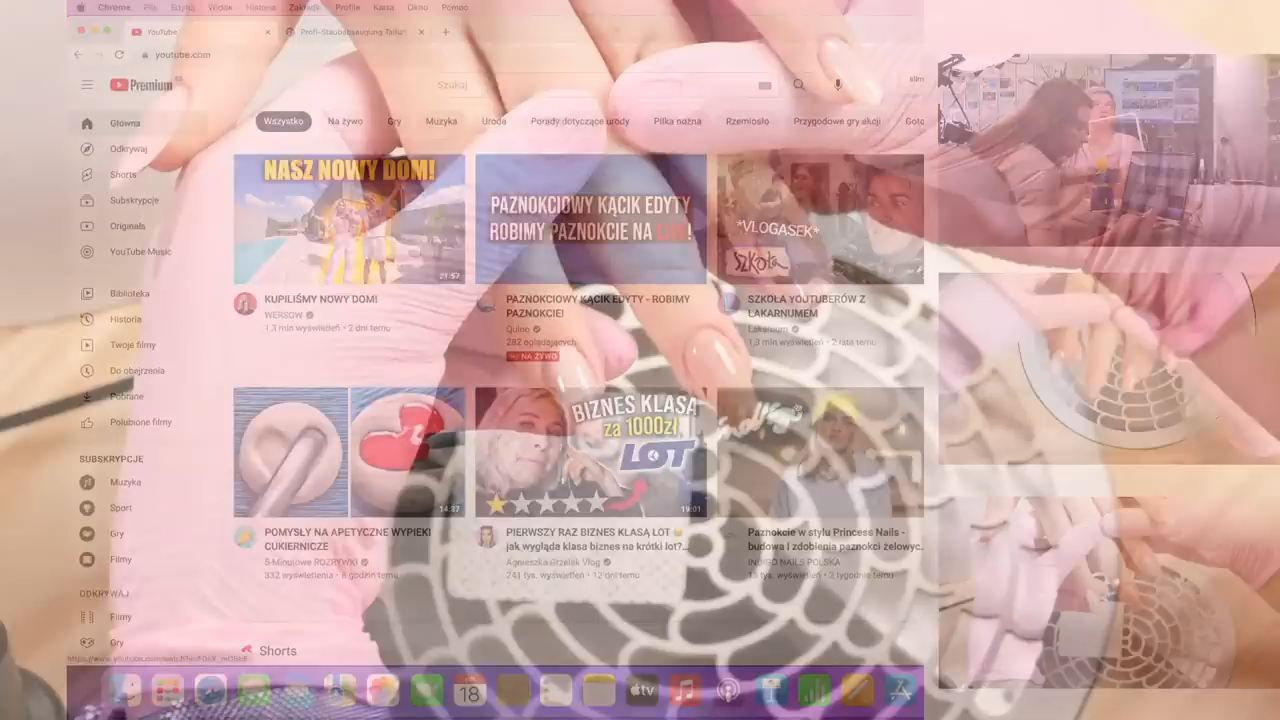 Chrome Plik Edytuj Widok Historia Zakładki Profile Karta Okno Pomoc
YouTube
Profi-Staubabsaugung Taifun
youtube.com
Premium
Szukaj
Wszystko Na żywo Gry Muzyka Uroda Porady dotyczące urody Piłka nożna Rzemiosło Przygodowe gry akcji
Główna
Odkrywaj
Shorts
Subskrypcje
Originals
YouTube Music
Biblioteka
Historia
Twoje filmy
Do obejrzenia
Pobrane
Polubione filmy
SUBSKRYPCJE
Muzyka
Sport
Gry
Filmy
ODKRYWAJ
Filmy
Gry
NASZ NOWY DOM!
21:57
KUPILIŚMY NOWY DOM!
WERSOW
1,3 mln wyświetleń • 2 dni temu
PAZNOKCIOWY KĄCIK EDYTY
ROBIMY PAZNOKCIE NA
PAZNOKCIOWY KĄCIK EDYTY - ROBIMY
PAZNOKCIE!
282 oglądających
NA ŻYWO
*VLOGASEK*
SZKOŁA
SZKOŁA YOUTUBERÓW Z
LAKARNUMEM
Lakarnum
1,3 mln wyświetleń • 2 lata temu
14:37
POMYSŁY NA APETYCZNE WYPIEKI
CUKIERNICZE
5-Minutowe ROZRYWKI
332 wyświetlenia • 8 godzin temu
BIZNES KLASA
za 1000zł
LOT
19:01
PIERWSZY RAZ BIZNES KLASĄ LOT
jak wygląda klasa biznes na krótki lot?...
Agnieszka Grzelak Vlog
241 tys. wyświetleń • 12 dni temu
Paznokcie w stylu Princess Nails -
budowa i zdobienia paznokci żelowyc...
INDIGO NAILS POLSKA
tys. wyświetleń • 2 tygodnie temu
Shorts
18
tv